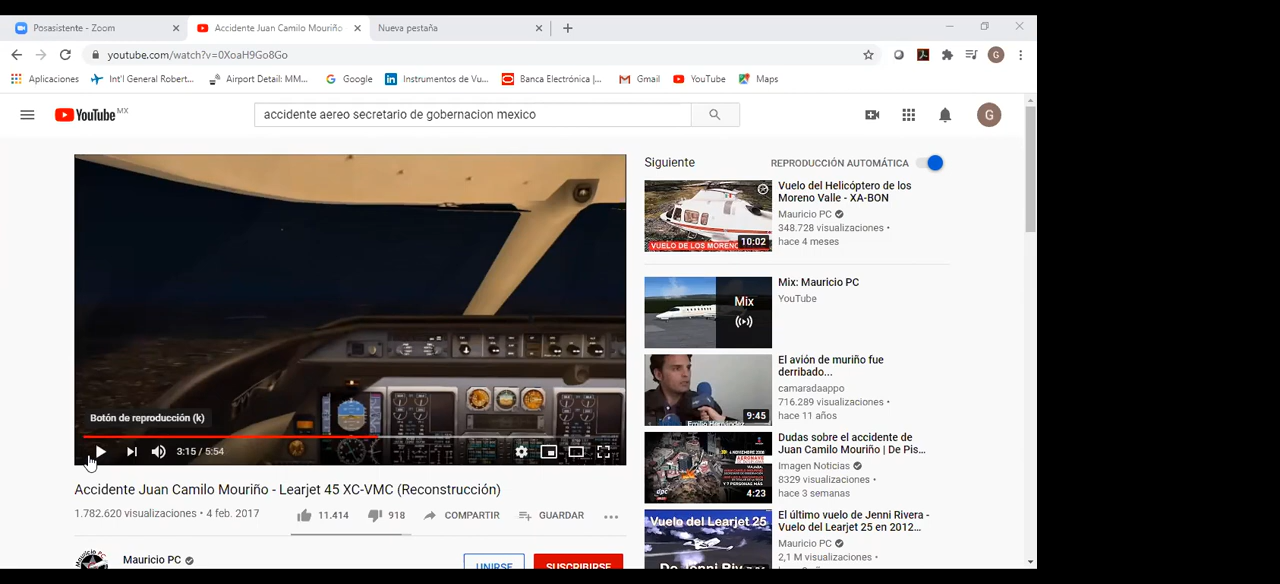 Posasistente - Zoom
Accidente Juan Camilo Mouriño
Nueva pestaña
youtube.com/watch?v=0XoaH9Go8Go
Aplicaciones
Int'l General Robert...
Airport Detail: MM...
Google
Instrumentos de Vu...
Banca Electrónica |...
Gmail
YouTube
Maps
G
YouTube MX
accidente aereo secretario de gobernacion mexico
G
Siguiente
REPRODUCCIÓN AUTOMÁTICA
Vuelo del Helicóptero de los
Moreno Valle - XA-BON
Mauricio PC
348.728 visualizaciones •
hace 4 meses
VUELO DE LOS MORENO
10:02
Mix: Mauricio PC
YouTube
Mix
El avión de muriño fue
derribado...
camaradaappo
716.289 visualizaciones •
hace 11 años
9:45
Dudas sobre el accidente de
Juan Camilo Mouriño | De Pis...
Imagen Noticias
8329 visualizaciones •
hace 3 semanas
4:23
El último vuelo de Jenni Rivera -
Vuelo del Learjet 25 en 2012...
Mauricio PC
2,1 M visualizaciones •
Vuelo del Learjet 25
De Jenni Riv
Botón de reproducción (k)
3:15 / 5:54
Accidente Juan Camilo Mouriño - Learjet 45 XC-VMC (Reconstrucción)
1.782.620 visualizaciones • 4 feb. 2017
11.414
918
COMPARTIR
GUARDAR
Mauricio PC
UNIRSE
SUSCRIBIRSE